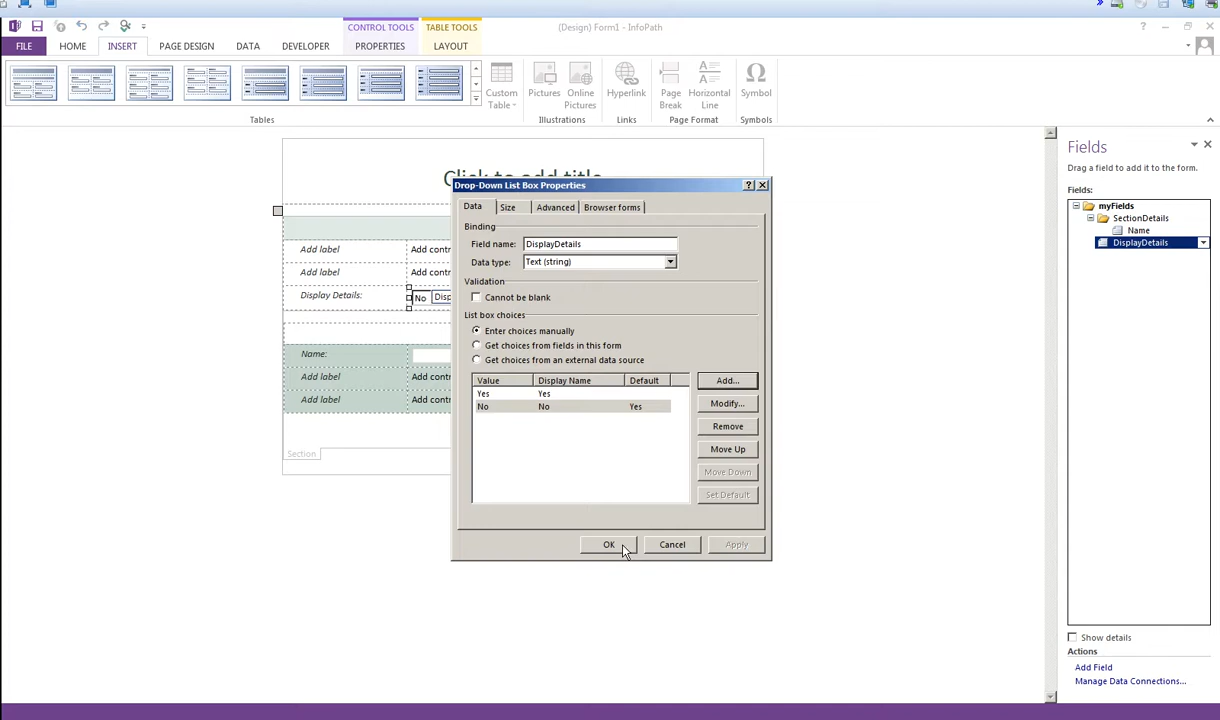 CONTROL TOOLS
TABLE TOOLS
(Design) Form1 - InfoPath
?
FILE
HOME
INSERT
PAGE DESIGN
DATA
DEVELOPER
PROPERTIES
LAYOUT
Custom Table
Pictures
Online Pictures
Hyperlink
Page Break
Horizontal Line
Symbol
Tables
Illustrations
Links
Page Format
Symbols
Click to add title
Add label
Add contr
Add label
Add contr
Display Details:
No
Disp
Name:
Add label
Add contr
Add label
Add contr
Section
Drop-Down List Box Properties
?
Data
Size
Advanced
Browser forms
Binding
Field name:
DisplayDetails
Data type:
Text (string)
Validation
Cannot be blank
List box choices
Enter choices manually
Get choices from fields in this form
Get choices from an external data source
Value
Display Name
Default
Yes
Yes
No
No
Yes
Add...
Modify...
Remove
Move Up
Move Down
Set Default
OK
Cancel
Apply
Fields
Drag a field to add it to the form.
Fields:
myFields
SectionDetails
Name
DisplayDetails
Show details
Actions
Add Field
Manage Data Connections...